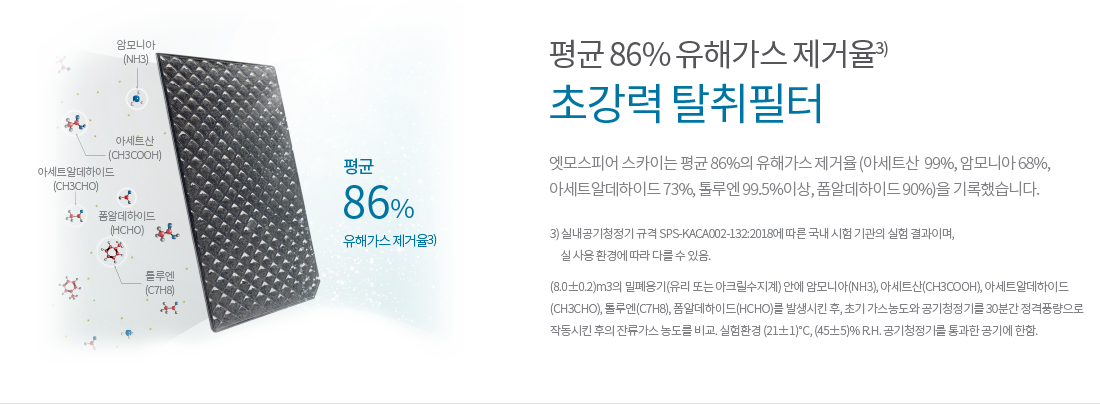 암모니아
(NH3)
아세트산
(CH3COOH)
아세트알데하이드
(CH3CHO)
폼알데하이드
(HCHO)
톨루엔
(C7H8)
평균
86%
유해가스 제거율3)
평균 86% 유해가스 제거율3)
초강력 탈취필터
엣모스피어 스카이는 평균 86%의 유해가스 제거율 (아세트산 99%, 암모니아 68%,
아세트알데하이드 73%, 톨루엔 99.5%이상, 폼알데하이드 90%)을 기록했습니다.
3) 실내공기청정기 규격 SPS-KACA002-132:2018에 따른 국내 시험 기관의 실험 결과이며,
실 사용 환경에 따라 다를 수 있음.
(8.0±0.2)m3의 밀폐용기(유리 또는 아크릴수지계) 안에 암모니아(NH3), 아세트산(CH3COOH), 아세트알데하이드
(CH3CHO), 톨루엔(C7H8), 폼알데하이드(HCHO)를 발생시킨 후, 초기 가스농도와 공기청정기를 30분간 정격풍량으로
작동시킨 후의 잔류가스 농도를 비교. 실험환경 (21±1)°C, (45±5)% R.H. 공기청정기를 통과한 공기에 한함.